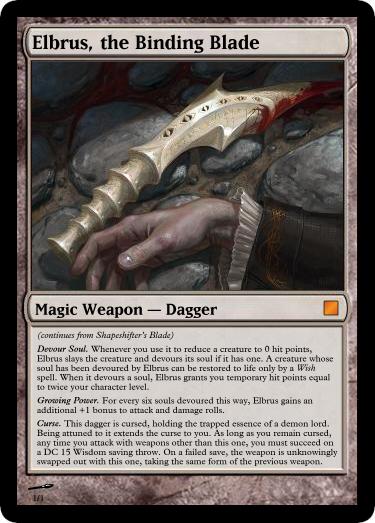 Elbrus, the Binding Blade
Magic Weapon — Dagger
(continues from Shapeshifter's Blade)
Devour Soul. Whenever you use it to reduce a creature to 0 hit points,
Elbrus slays the creature and devours its soul if it has one. A creature whose
soul has been devoured by Elbrus can be restored to life only by a Wish
spell. When it devours a soul, Elbrus grants you temporary hit points equal
to twice your character level.
Growing Power. For every six souls devoured this way, Elbrus gains an
additional +1 bonus to attack and damage rolls.
Curse. This dagger is cursed, holding the trapped essence of a demon lord.
Being attuned to it extends the curse to you. As long as you remain cursed,
any time you attack with weapons other than this one, you must succeed on
a DC 15 Wisdom saving throw. On a failed save, the weapon is unknowingly
swapped out with this one, taking the same form of the previous weapon.
1/1